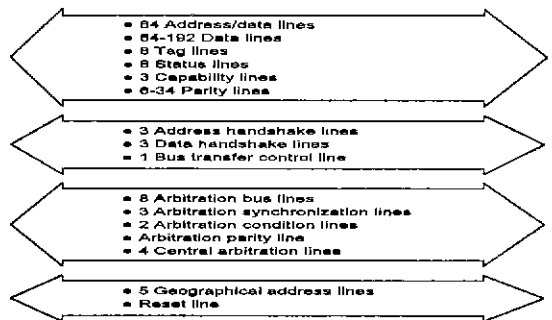 • 64 Address/data lines
• 64-192 Data lines
• 8 Tag lines
• 8 Status lines
• 3 Capability lines
• 6-34 Parity lines
• 3 Address handshake lines
• 3 Data handshake lines
• 1 Bus transfer control line
• 8 Arbitration bus lines
• 3 Arbitration synchronization lines
• 2 Arbitration condition lines
• Arbitration parity line
• 4 Central arbitration lines
• 5 Geographical address lines
• Reset line